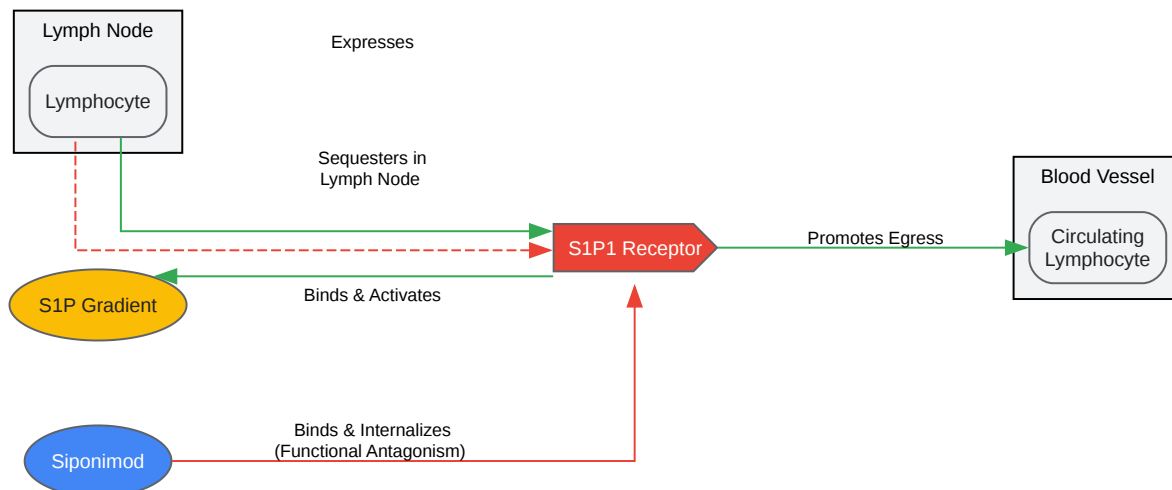 Lymph Node
Expresses
Lymphocyte
Sequesters in
Lymph Node
Blood Vessel
S1P1 Receptor
Promotes Egress
Circulating
Lymphocyte
S1P Gradient
Binds & Activates
Binds & Internalizes
(Functional Antagonism)
Siponimod